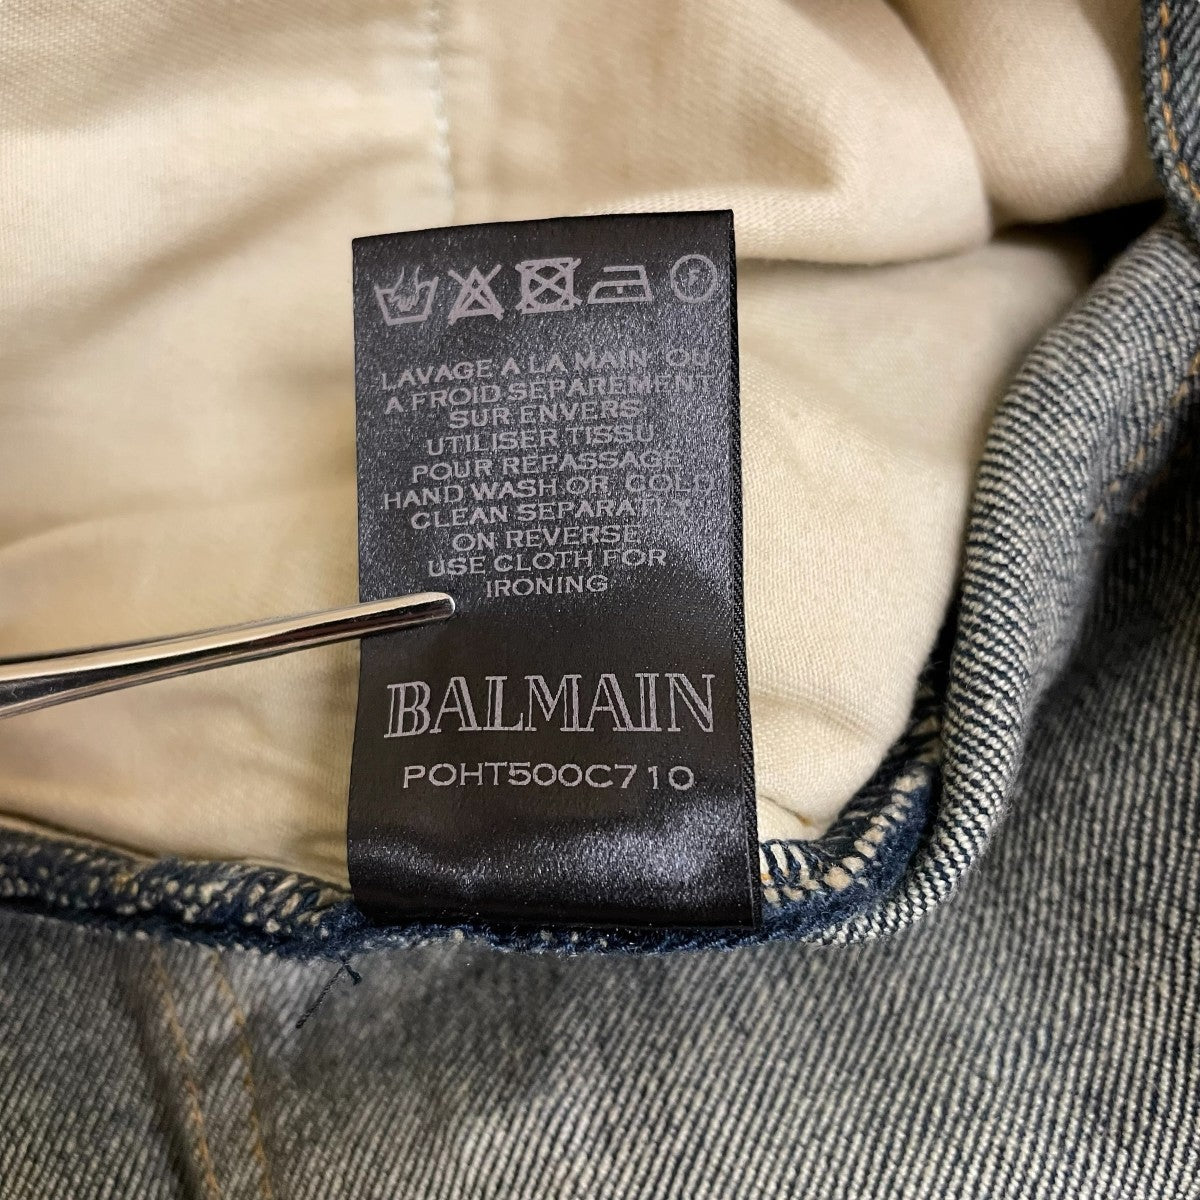 F
LAVAGE A LA MAIN OU
A FROID SEPAREMENT
SUR ENVERS.
UTILISER TISSU
POUR REPASSAGE
HAND WASH OR COLD
CLEAN SEPARATLY
ON REVERSE
USE CLOTH FOR
IRONING
BALMAIN
POHT500C710